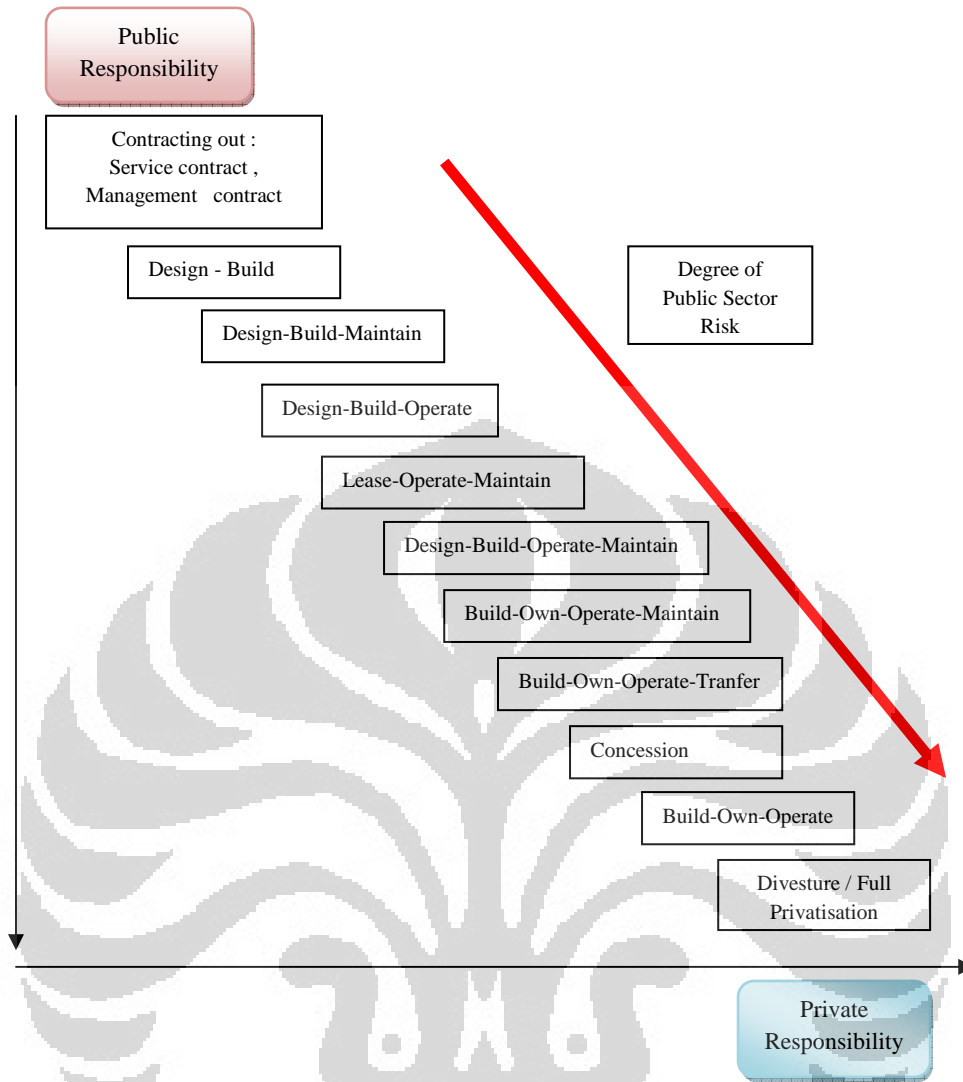 Public
Responsibility
Contracting out :
Service contract ,
Management contract
Design - Build
Degree of
Public Sector
Risk
Design-Build-Maintain
Design-Build-Operate
Lease-Operate-Maintain
Design-Build-Operate-Maintain
Build-Own-Operate-Maintain
Build-Own-Operate-Tranfer
Concession
Build-Own-Operate
Divesture / Full
Privatisation
Private
Responsibility